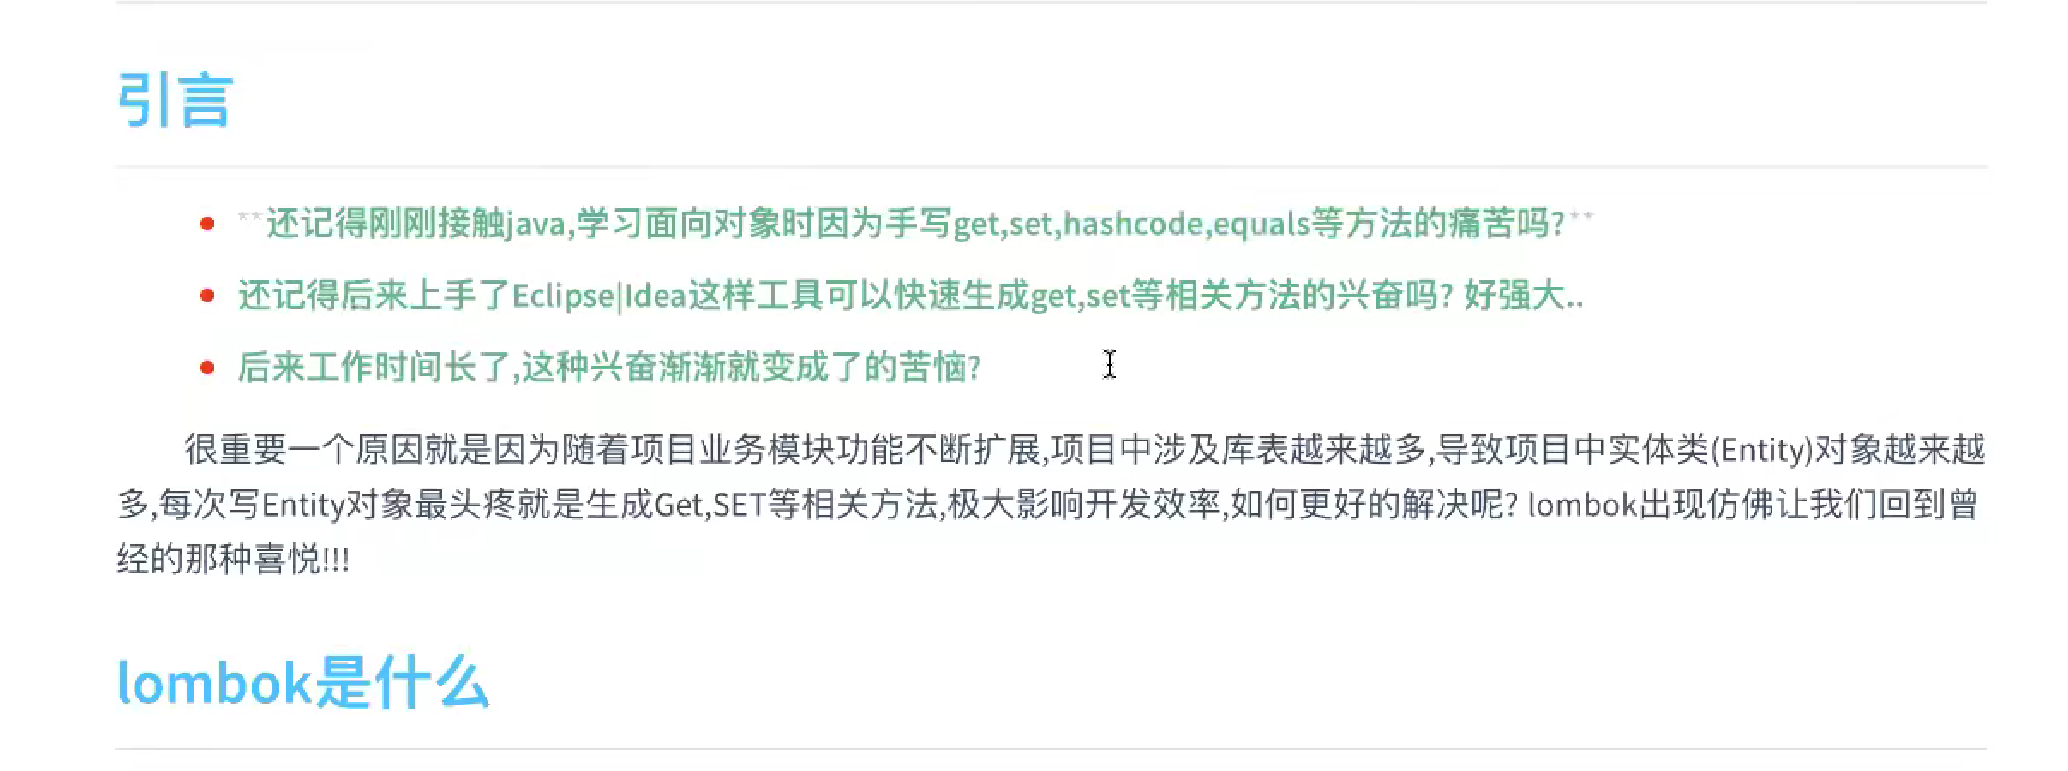 引言
**还记得刚刚接触java,学习面向对象时因为手写get,set,hashcode,equals等方法的痛苦吗?**
还记得后来上手了Eclipse|Idea这样工具可以快速生成get,set等相关方法的兴奋吗? 好强大..
后来工作时间长了,这种兴奋渐渐就变成了的苦恼?
很重要一个原因就是因为随着项目业务模块功能不断扩展,项目中涉及库表越来越多,导致项目中实体类(Entity)对象越来越
多,每次写Entity对象最头疼就是生成Get,SET等相关方法,极大影响开发效率,如何更好的解决呢? lombok出现仿佛让我们回到曾
经的那种喜悦!!!
lombok是什么